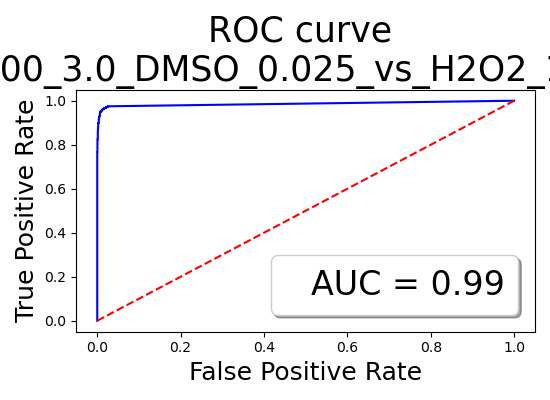 ROC curve
00_3.0_DMSO_0.025_vs_H2O2_
True Positive Rate
1.0
0.8
0.6
0.4
0.2
0.0
AUC = 0.99
0.0 0.2 0.4 0.6 0.8 1.0
False Positive Rate